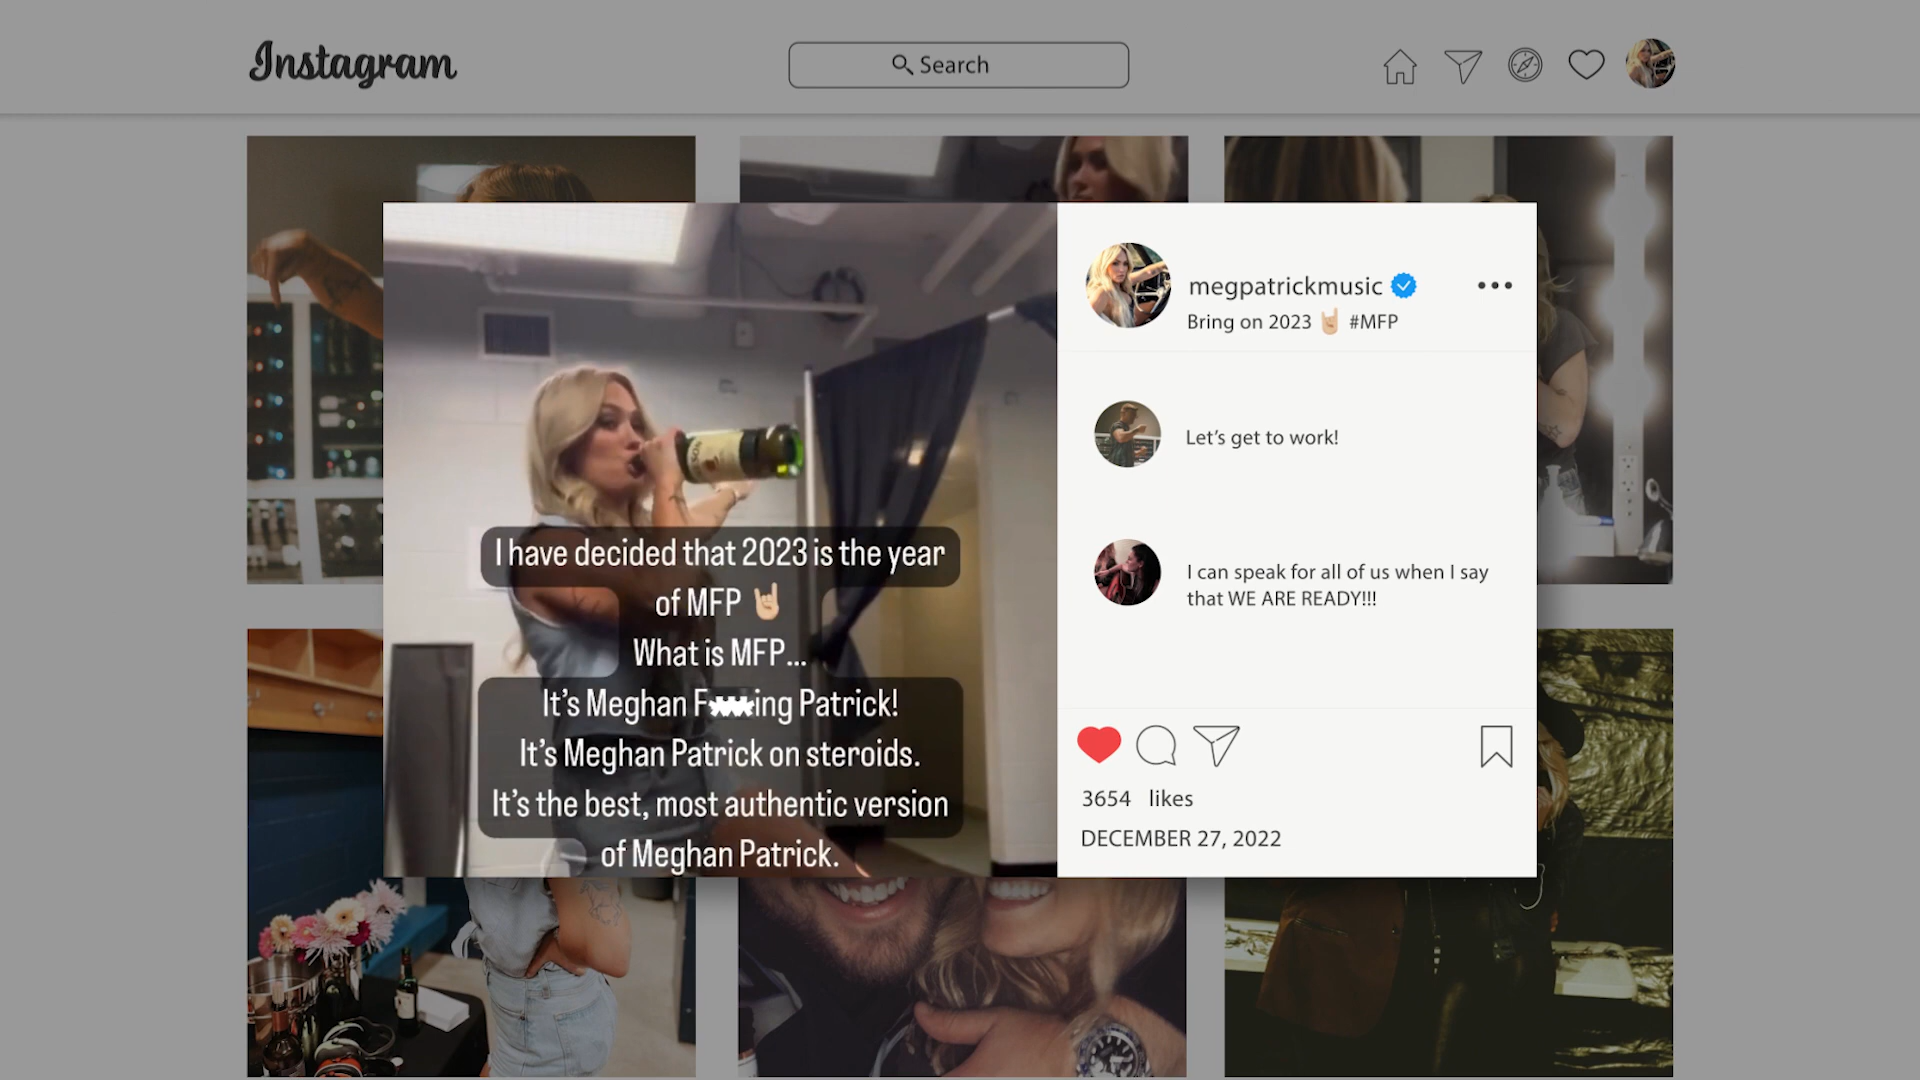 Instagram
Search
megpatrickmusic
Bring on 2023 🤘🏼 #MFP
Let’s get to work!
I can speak for all of us when I say
that WE ARE READY!!!
3654 likes
DECEMBER 27, 2022
I have decided that 2023 is the year
of MFP 🤘🏼
What is MFP...
It’s Meghan F***ing Patrick!
It’s Meghan Patrick on steroids.
It’s the best, most authentic version
of Meghan Patrick.